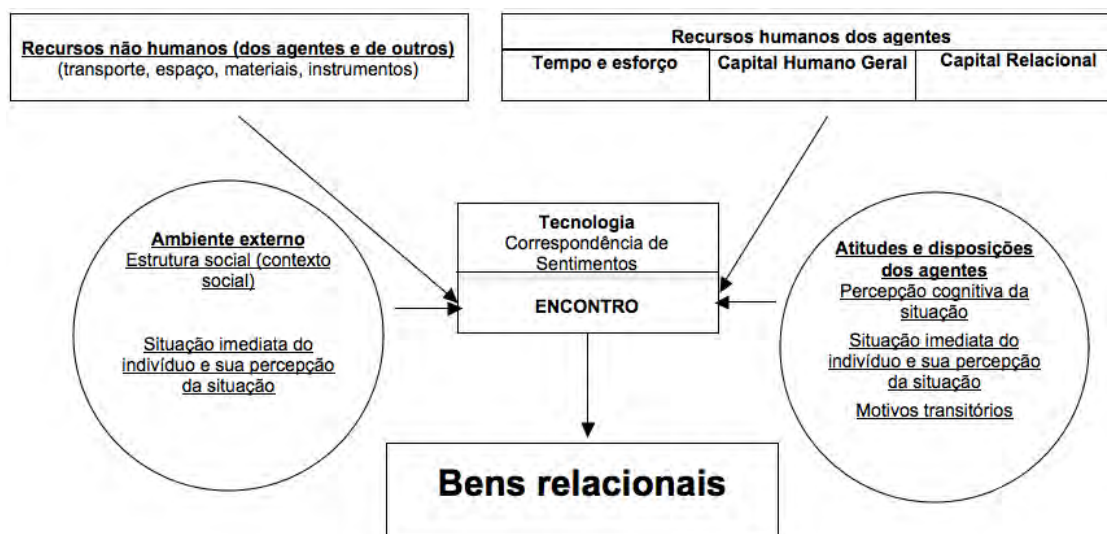 Recursos não humanos (dos agentes e de outros)
(transporte, espaço, materiais, instrumentos)
Recursos humanos dos agentes
Tempo e esforço
Capital Humano Geral
Capital Relacional
Ambiente externo
Estrutura social (contexto
social)
Situação imediata do
indivíduo e sua percepção
da situação
Tecnologia
Correspondência de
Sentimentos
ENCONTRO
Atitudes e disposições
dos agentes
Percepção cognitiva da
situação
Situação imediata do
indivíduo e sua percepção
da situação
Motivos transitórios
Bens relacionais